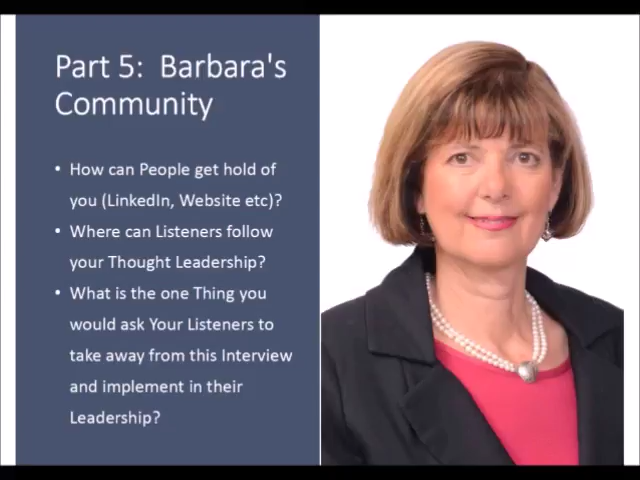 Part 5:  Barbara's
Community
• How can People get hold of
you (LinkedIn, Website etc)?
• Where can Listeners follow
your Thought Leadership?
• What is the one Thing you
would ask Your Listeners to
take away from this Interview
and implement in their
Leadership?